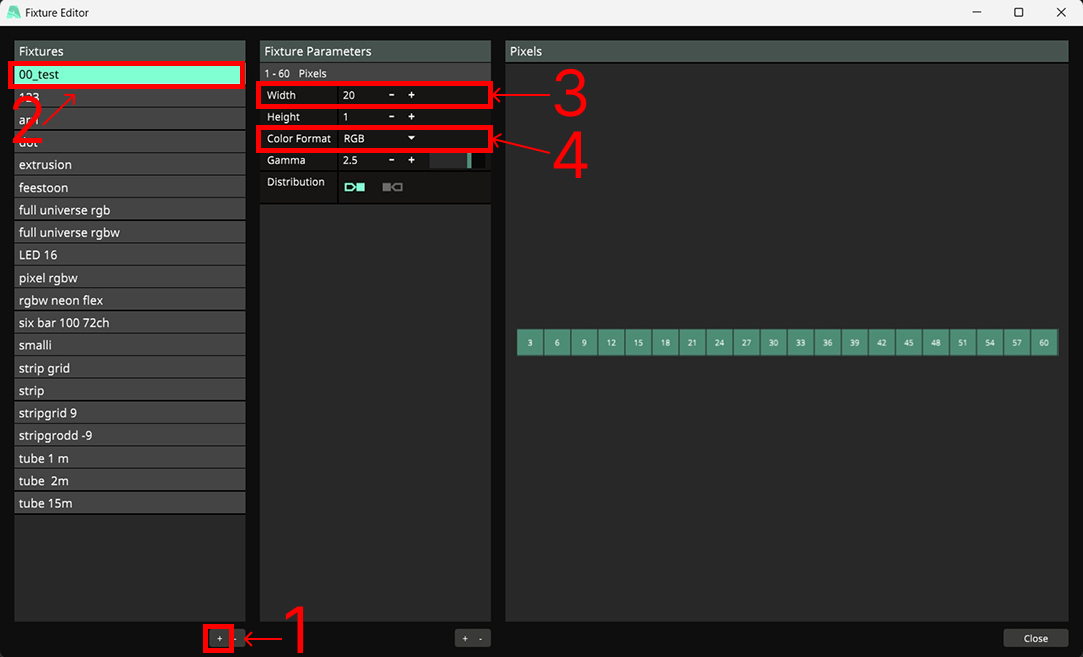 Fixture Editor
Fixtures
00_test
123
dot
extrusion
feestoon
full universe rgb
full universe rgbw
LED 16
pixel rgbw
rgbw neon flex
six bar 100 72ch
smalli
strip grid
strip
stripgrid 9
stripgrodd -9
tube 1 m
tube  2m
tube 15m
+ -
Fixture Parameters
1 - 60 Pixels
Width 20 - +
Height 1 - +
Color Format RGB
Gamma 2.5 - +
Distribution
+ -
Pixels
3 6 9 12 15 18 21 24 27 30 33 36 39 42 45 48 51 54 57 60
Close
1
2
3
4